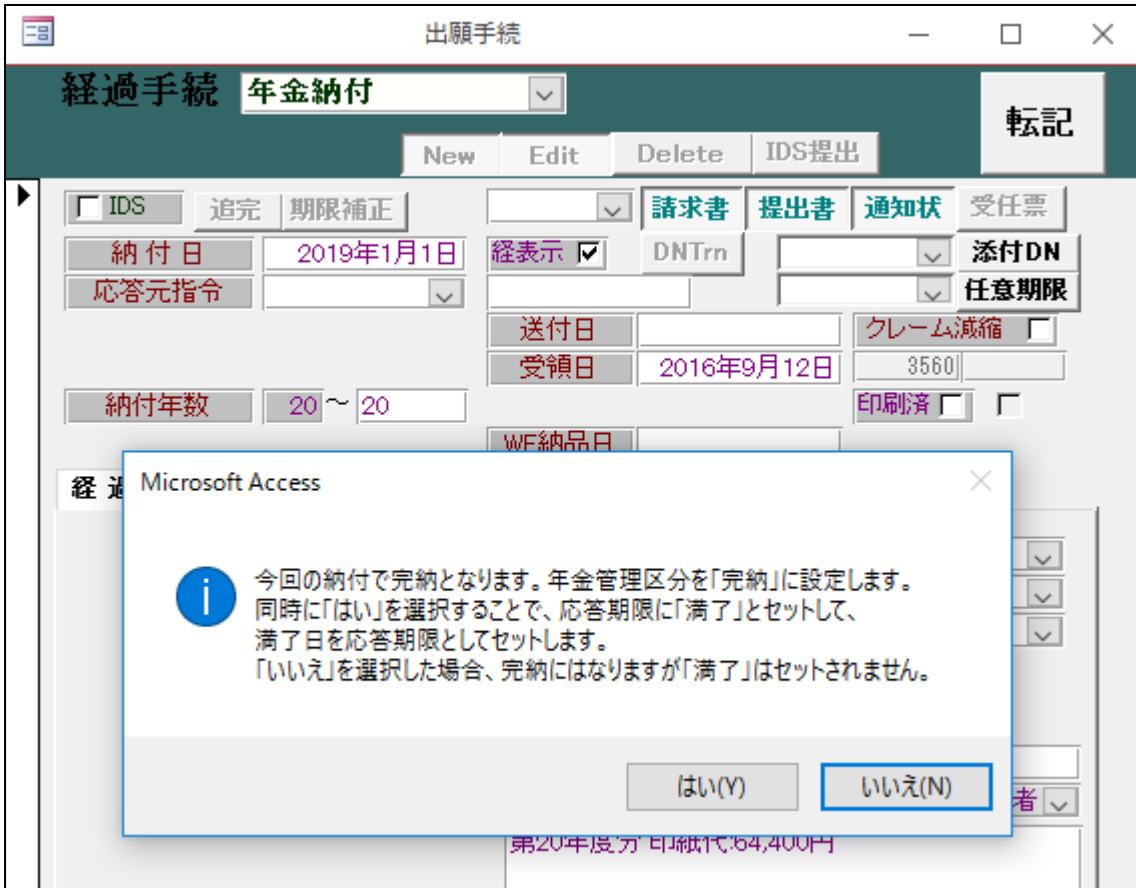 出願手続
経過手続 年金納付
転記
New Edit Delete IDS提出
IDS 追完 期限補正 請求書 提出書 通知状 受任票
納付日 2019年1月1日 経表示 DNTrn 添付DN
応答元指令 任意期限
送付日 クレーム減縮
受領日 2016年9月12日 3560
納付年数 20 ～ 20 印刷済
WF納品日
経過
Microsoft Access
今回の納付で完納となります。年金管理区分を「完納」に設定します。
同時に「はい」を選択することで、応答期限に「満了」とセットして、
満了日を応答期限としてセットします。
「いいえ」を選択した場合、完納にはなりますが「満了」はセットされません。
はい(Y) いいえ(N)
者
第20年度分 印紙代:64,400円